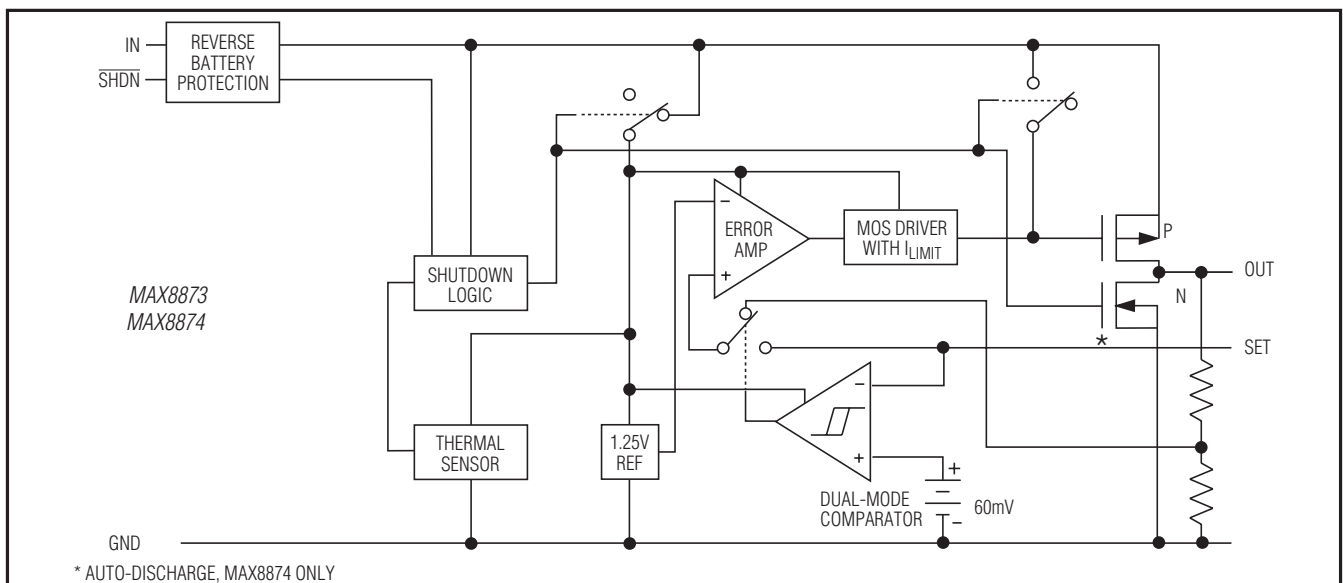 IN
SHDN
REVERSE
BATTERY
PROTECTION
−
ERROR
AMP
+
MOS DRIVER
WITH ILIMIT
P
OUT
N
*
SET
SHUTDOWN
LOGIC
MAX8873
MAX8874
THERMAL
SENSOR
1.25V
REF
−
+
DUAL-MODE
COMPARATOR
+
60mV
−
GND
* AUTO-DISCHARGE, MAX8874 ONLY